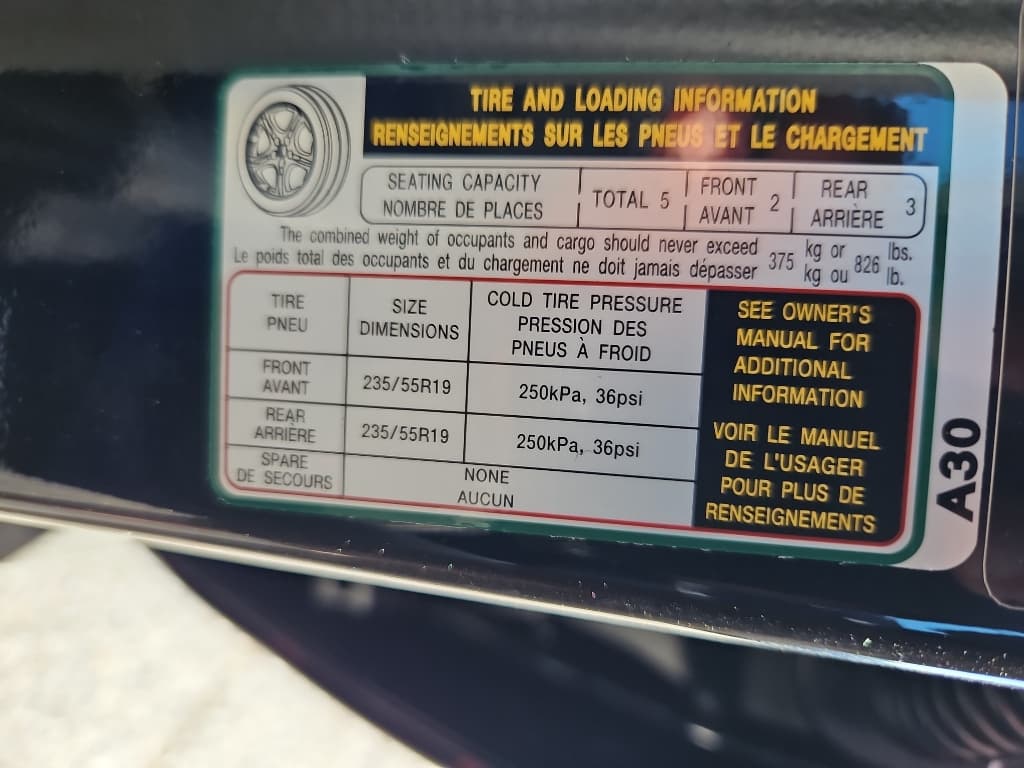 TIRE AND LOADING INFORMATION
RENSEIGNEMENTS SUR LES PNEUS ET LE CHARGEMENT
SEATING CAPACITY
NOMBRE DE PLACES
TOTAL 5
FRONT
AVANT
2
REAR
ARRIÈRE
3
The combined weight of occupants and cargo should never exceed
Le poids total des occupants et du chargement ne doit jamais dépasser
375
kg or
kg ou
826
lbs.
lb.
TIRE
PNEU
SIZE
DIMENSIONS
COLD TIRE PRESSURE
PRESSION DES
PNEUS À FROID
FRONT
AVANT
235/55R19
250kPa, 36psi
REAR
ARRIÈRE
235/55R19
250kPa, 36psi
SPARE
DE SECOURS
NONE
AUCUN
SEE OWNER'S
MANUAL FOR
ADDITIONAL
INFORMATION
VOIR LE MANUEL
DE L'USAGER
POUR PLUS DE
RENSEIGNEMENTS
A30